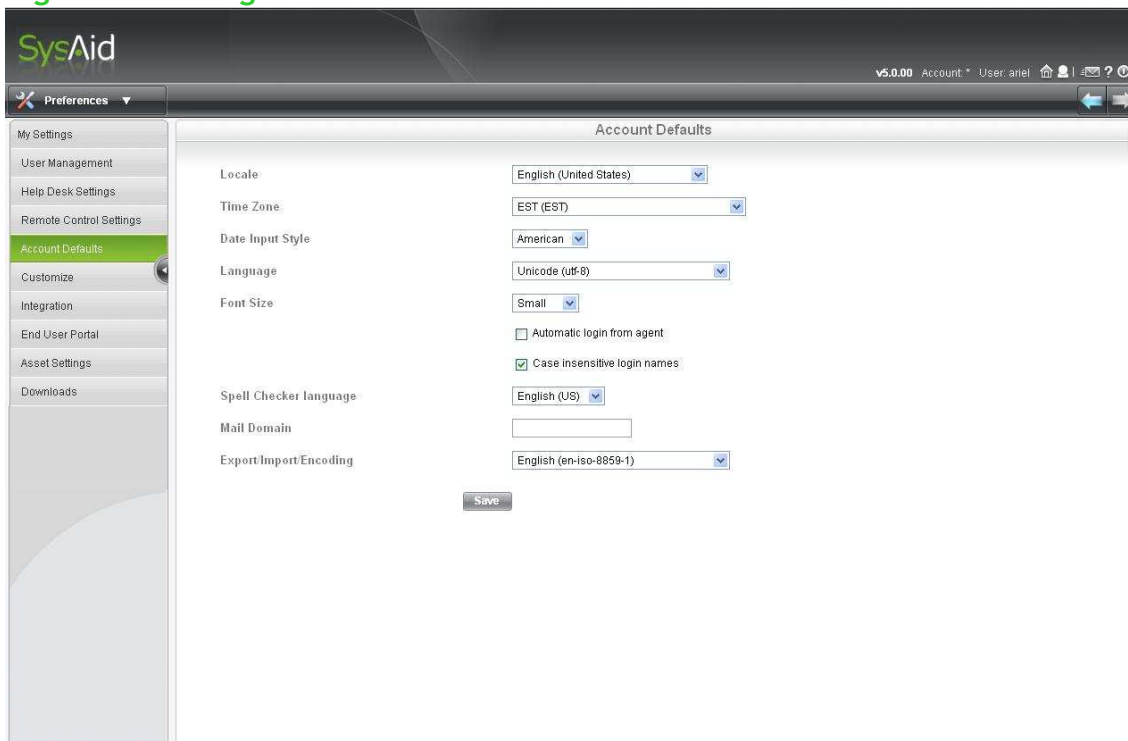 SysAid
v5.0.00 Account: * User: ariel ?
Preferences
My Settings
User Management
Help Desk Settings
Remote Control Settings
Account Defaults
Customize
Integration
End User Portal
Asset Settings
Downloads
Account Defaults
Locale English (United States)
Time Zone EST (EST)
Date Input Style American
Language Unicode (utf-8)
Font Size Small
Automatic login from agent
Case insensitive login names
Spell Checker language English (US)
Mail Domain
Export/Import/Encoding English (en-iso-8859-1)
Save